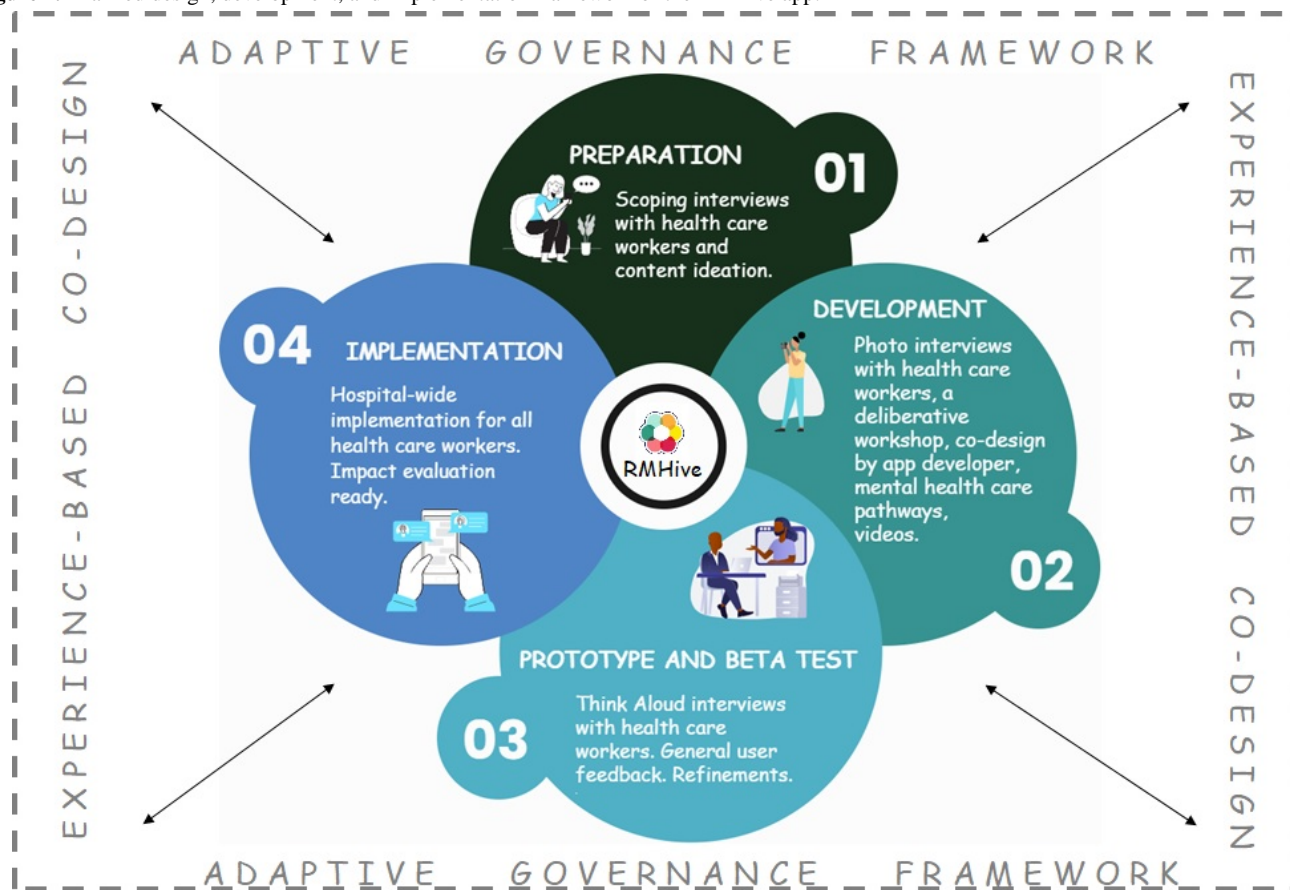 ADAPTIVE GOVERNANCE FRAMEWORK
EXPERIENCE-BASED CO-DESIGN
EXPERIENCE-BASED CO-DESIGN
PREPARATION
01
Scoping interviews
with health care
workers and
content ideation.
DEVELOPMENT
Photo interviews
with health care
workers, a
deliberative
workshop, co-design
by app developer,
mental health care
pathways,
videos.
02
04
IMPLEMENTATION
Hospital-wide
implementation for all
health care workers.
Impact evaluation
ready.
RMHive
PROTOTYPE AND BETA TEST
03
Think Aloud interviews
with health care
workers. General user
feedback. Refinements.
ADAPTIVE GOVERNANCE FRAMEWORK